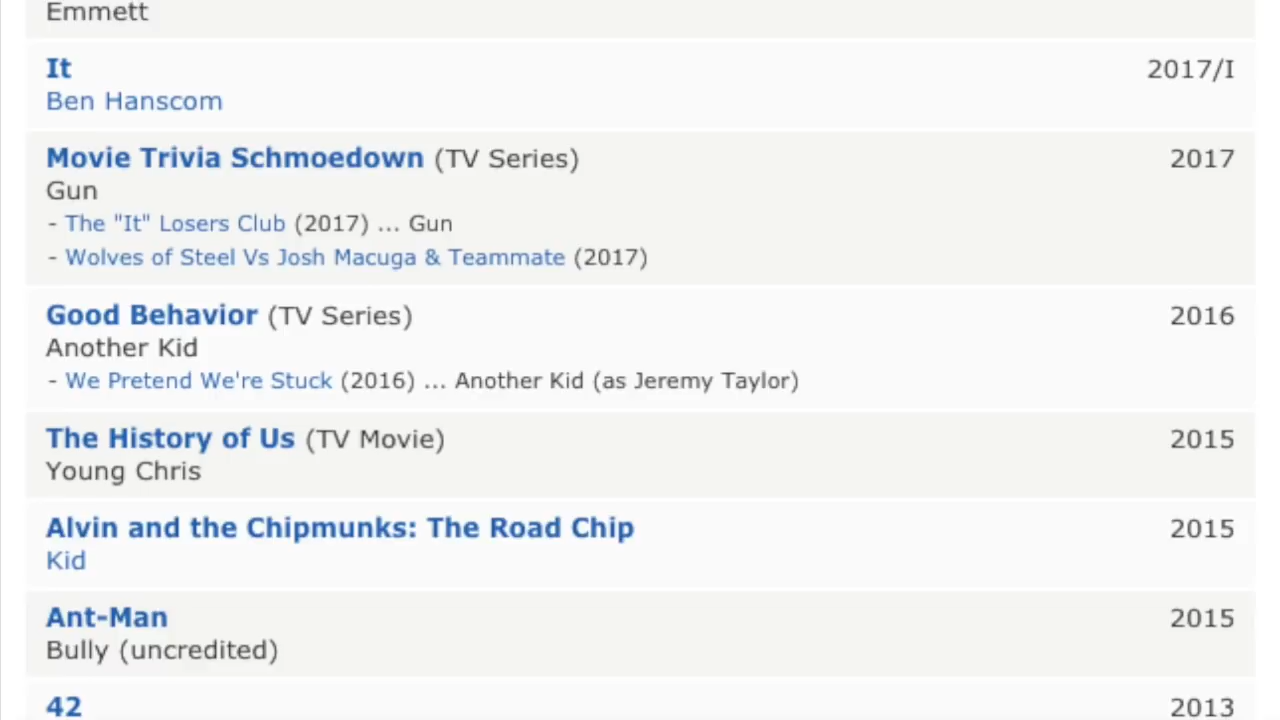 Emmett
It 2017/I
Ben Hanscom
Movie Trivia Schmoedown (TV Series) 2017
Gun
- The "It" Losers Club (2017) ... Gun
- Wolves of Steel Vs Josh Macuga & Teammate (2017)
Good Behavior (TV Series) 2016
Another Kid
- We Pretend We're Stuck (2016) ... Another Kid (as Jeremy Taylor)
The History of Us (TV Movie) 2015
Young Chris
Alvin and the Chipmunks: The Road Chip 2015
Kid
Ant-Man 2015
Bully (uncredited)
42 2013